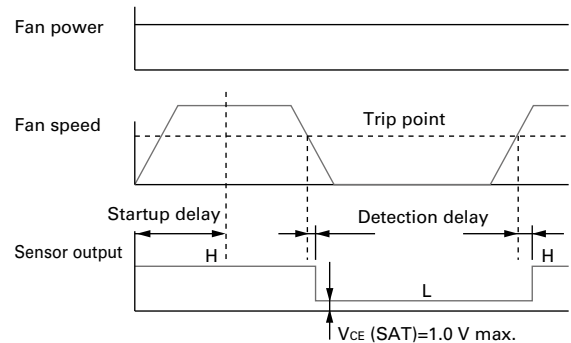 Fan power
Fan speed
Trip point
Startup delay
Detection delay
Sensor output
H
H
L
VCE (SAT)=1.0 V max.